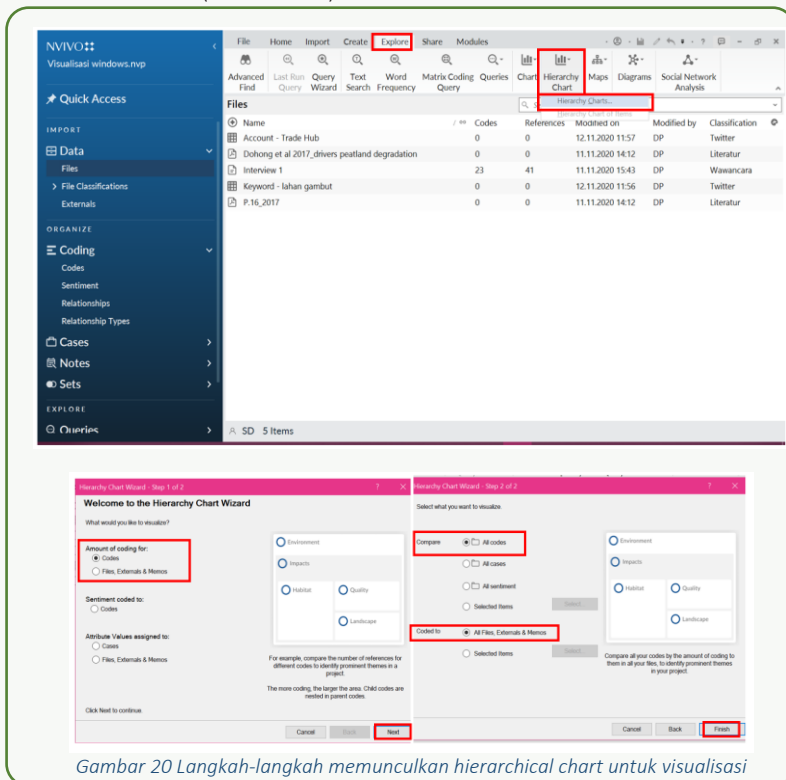 NVIVO
Visualisasi windows.nvp
Quick Access
IMPORT
Data
Files
File Classifications
Externals
ORGANIZE
Coding
Codes
Sentiment
Relationships
Relationship Types
Cases
Notes
Sets
EXPLORE
Queries
File Home Import Create Explore Share Modules
Advanced Find
Last Run Query
Query Wizard
Text Search
Word Frequency
Matrix Coding Query
Queries
Chart
Hierarchy Chart
Maps
Diagrams
Social Network Analysis
Hierarchy Charts...
Hierarchy Chart of Items
Files
Name Codes References Modified on Modified by Classification
Account - Trade Hub 0 0 12.11.2020 11:57 DP Twitter
Dohong et al 2017_drivers peatland degradation 0 0 11.11.2020 14:12 DP Literatur
Interview 1 23 41 11.11.2020 15:43 DP Wawancara
Keyword - lahan gambut 0 0 12.11.2020 11:56 DP Twitter
P.16_2017 0 0 11.11.2020 14:12 DP Literatur
SD 5 Items
Hierarchy Chart Wizard - Step 1 of 2
Welcome to the Hierarchy Chart Wizard
What would you like to visualize?
Amount of coding for:
Codes
Files, Externals & Memos
Sentiment coded to:
Codes
Attribute Values assigned to:
Cases
Files, Externals & Memos
Click Next to continue.
Environment
Impacts
Habitat Quality
Landscape
For example, compare the number of references for
different codes to identify prominent themes in a
project.
The more coding, the larger the area. Child codes are
nested in parent codes.
Cancel Back Next
Hierarchy Chart Wizard - Step 2 of 2
Select what you want to visualize.
Compare All codes
All cases
All sentiment
Selected Items Select...
Coded to All Files, Externals & Memos
Selected Items Select...
Environment
Impacts
Habitat Quality
Landscape
Compare all your codes by the amount of coding to
them in all your files, to identify prominent themes
in your project.
Cancel Back Finish
Gambar 20 Langkah-langkah memunculkan hierarchical chart untuk visualisasi